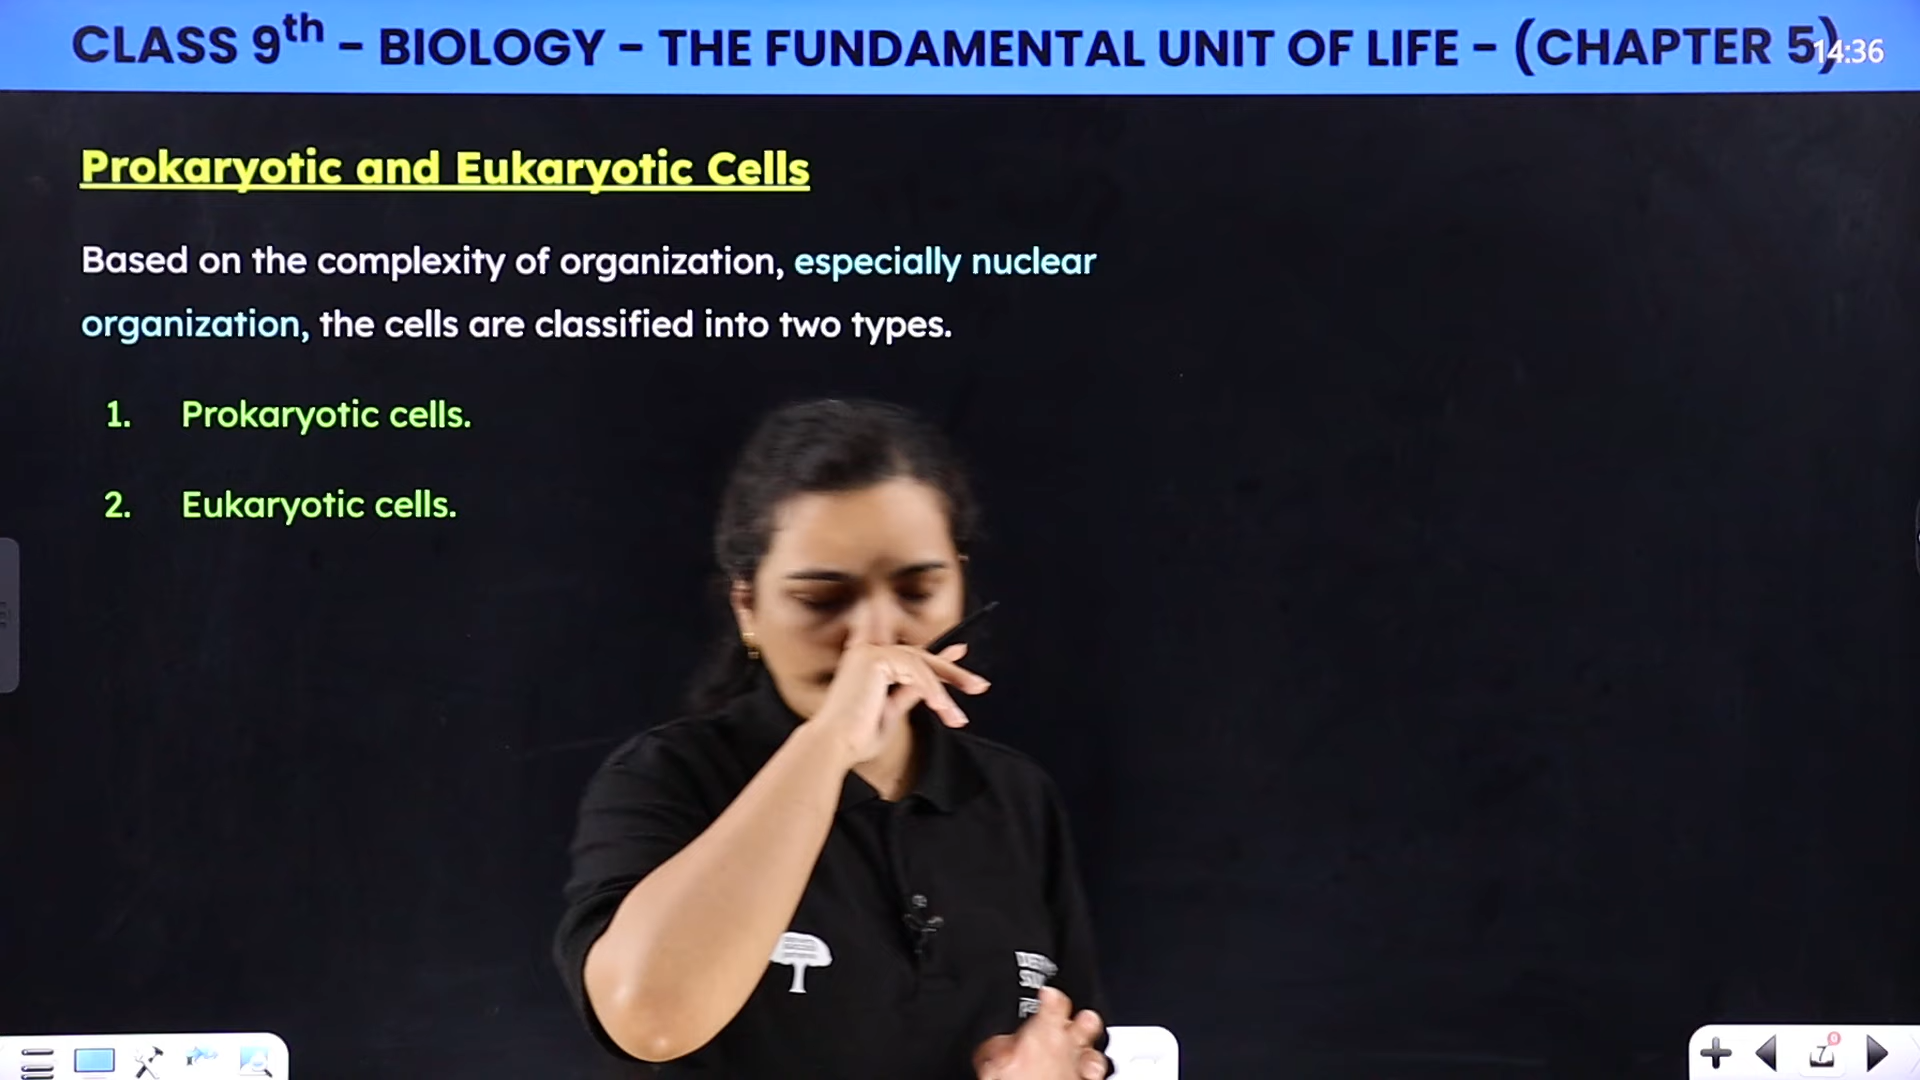 CLASS 9th - BIOLOGY - THE FUNDAMENTAL UNIT OF LIFE - (CHAPTER 5)
14:36
Prokaryotic and Eukaryotic Cells
Based on the complexity of organization, especially nuclear
organization, the cells are classified into two types.
1. Prokaryotic cells.
2. Eukaryotic cells.
7